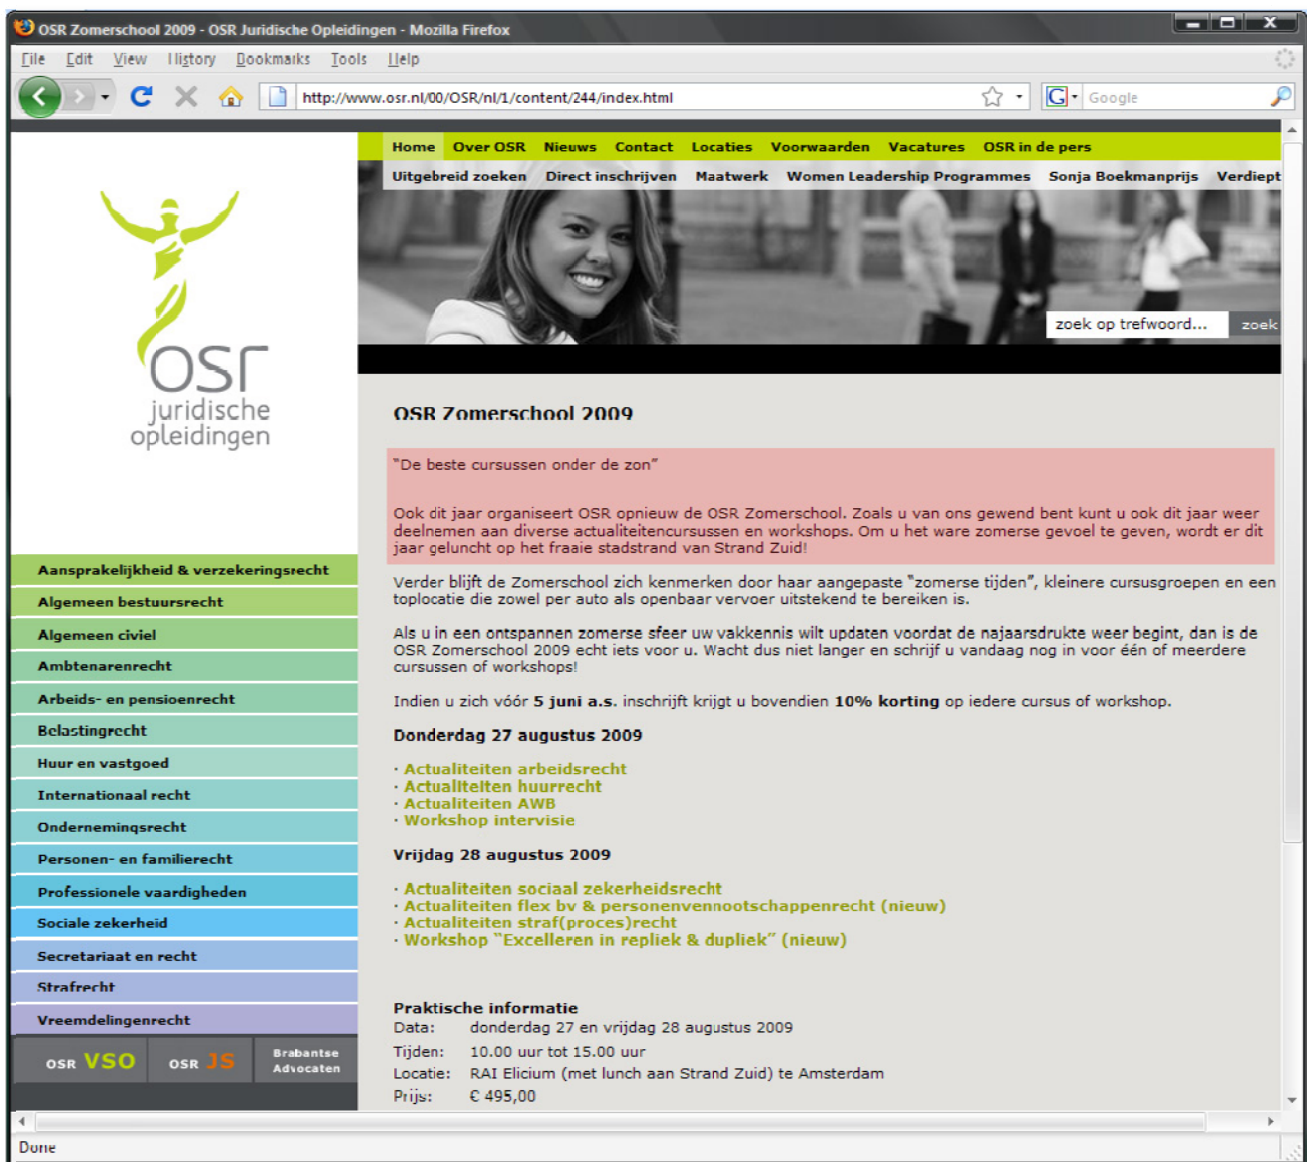 OSR Zomerschool 2009 - OSR Juridische Opleidingen - Mozilla Firefox
File Edit View History Bookmarks Tools Help
http://www.osr.nl/00/OSR/nl/1/content/244/index.html
G Google
Home Over OSR Nieuws Contact Locaties Voorwaarden Vacatures OSR in de pers
Uitgebreid zoeken Direct inschrijven Maatwerk Women Leadership Programmes Sonja Boekmanprijs Verdiept
zoek op trefwoord... zoek
osr
juridische
opleidingen
Aansprakelijkheid & verzekeringsrecht
Algemeen bestuursrecht
Algemeen civiel
Ambtenarenrecht
Arbeids- en pensioenrecht
Belastingrecht
Huur en vastgoed
Internationaal recht
Ondernemingsrecht
Personen- en familierecht
Professionele vaardigheden
Sociale zekerheid
Secretariaat en recht
Strafrecht
Vreemdelingenrecht
OSR VSO OSR JS Brabantse
Advocaten
OSR Zomerschool 2009
"De beste cursussen onder de zon"
Ook dit jaar organiseert OSR opnieuw de OSR Zomerschool. Zoals u van ons gewend bent kunt u ook dit jaar weer
deelnemen aan diverse actualiteitencursussen en workshops. Om u het ware zomerse gevoel te geven, wordt er dit
jaar geluncht op het fraaie stadstrand van Strand Zuid!
Verder blijft de Zomerschool zich kenmerken door haar aangepaste "zomerse tijden", kleinere cursusgroepen en een
toplocatie die zowel per auto als openbaar vervoer uitstekend te bereiken is.
Als u in een ontspannen zomerse sfeer uw vakkennis wilt updaten voordat de najaarsdrukte weer begint, dan is de
OSR Zomerschool 2009 echt iets voor u. Wacht dus niet langer en schrijf u vandaag nog in voor één of meerdere
cursussen of workshops!
Indien u zich vóór 5 juni a.s. inschrijft krijgt u bovendien 10% korting op iedere cursus of workshop.
Donderdag 27 augustus 2009
· Actualiteiten arbeidsrecht
· Actualiteiten huurrecht
· Actualiteiten AWB
· Workshop intervisie
Vrijdag 28 augustus 2009
· Actualiteiten sociaal zekerheidsrecht
· Actualiteiten flex bv & personenvennootschappenrecht (nieuw)
· Actualiteiten straf(proces)recht
· Workshop "Excelleren in repliek & dupliek" (nieuw)
Praktische informatie
Data: donderdag 27 en vrijdag 28 augustus 2009
Tijden: 10.00 uur tot 15.00 uur
Locatie: RAI Elicium (met lunch aan Strand Zuid) te Amsterdam
Prijs: € 495,00
Done